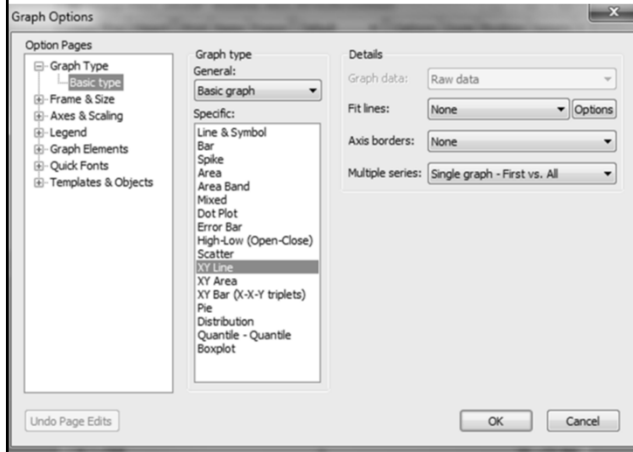 Graph Options
Option Pages
Graph Type
Basic type
Frame & Size
Axes & Scaling
Legend
Graph Elements
Quick Fonts
Templates & Objects
Graph type
General:
Basic graph
Specific:
Line & Symbol
Bar
Spike
Area
Area Band
Mixed
Dot Plot
Error Bar
High-Low (Open-Close)
Scatter
XY Line
XY Area
XY Bar (X-X-Y triplets)
Pie
Distribution
Quantile - Quantile
Boxplot
Details
Graph data: Raw data
Fit lines: None Options
Axis borders: None
Multiple series: Single graph - First vs. All
Undo Page Edits
OK Cancel